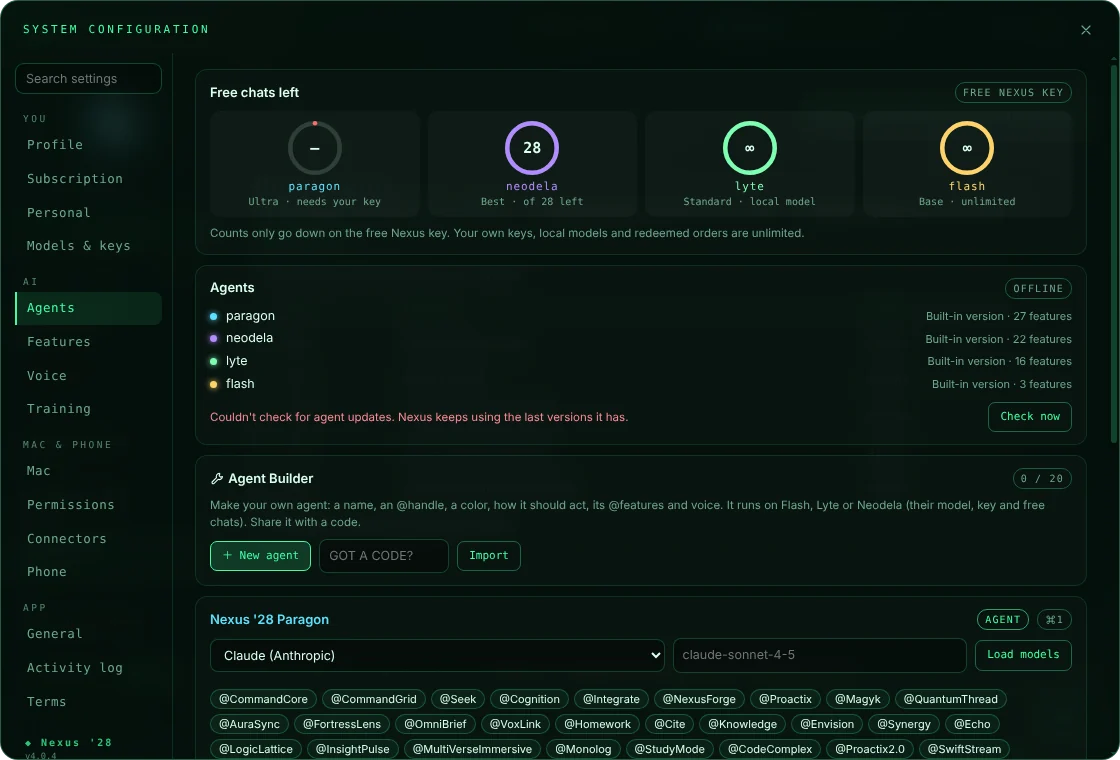 SYSTEM CONFIGURATION
Search settings
YOU
Profile
Subscription
Personal
Models & keys
AI
Agents
Features
Voice
Training
MAC & PHONE
Mac
Permissions
Connectors
Phone
APP
General
Activity log
Terms
◆ Nexus '28
v4.0.4
Free chats left
FREE NEXUS KEY
–
paragon
Ultra · needs your key
28
neodela
Best · of 28 left
∞
lyte
Standard · local model
∞
flash
Base · unlimited
Counts only go down on the free Nexus key. Your own keys, local models and redeemed orders are unlimited.
Agents
OFFLINE
paragon
Built-in version · 27 features
neodela
Built-in version · 22 features
lyte
Built-in version · 16 features
flash
Built-in version · 3 features
Couldn't check for agent updates. Nexus keeps using the last versions it has.
Check now
Agent Builder
0 / 20
Make your own agent: a name, an @handle, a color, how it should act, its @features and voice. It runs on Flash, Lyte or Neodela (their model, key and free
chats). Share it with a code.
+ New agent
GOT A CODE?
Import
Nexus '28 Paragon
AGENT
⌘1
Claude (Anthropic)
claude-sonnet-4-5
Load models
@CommandCore @CommandGrid @Seek @Cognition @Integrate @NexusForge @Proactix @Magyk @QuantumThread
@AuraSync @FortressLens @OmniBrief @VoxLink @Homework @Cite @Knowledge @Envision @Synergy @Echo
@LogicLattice @InsightPulse @MultiVerseImmersive @Monolog @StudyMode @CodeComplex @Proactix2.0 @SwiftStream